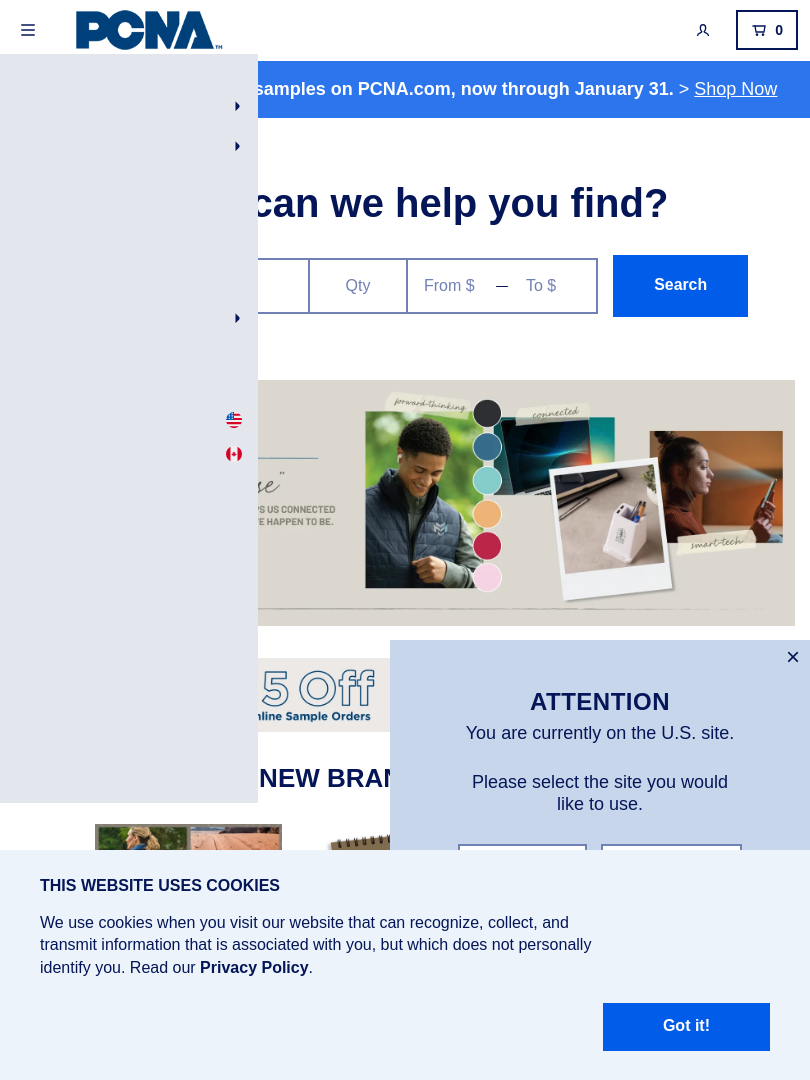 PCNA™
0
samples on PCNA.com, now through January 31. > Shop Now
can we help you find?
Qty
From $ — To $
Search
forward-thinking
connected
se"
PS US CONNECTED
E HAPPEN TO BE.
smart-tech
5 Off
nline Sample Orders
NEW BRAN
×
ATTENTION
You are currently on the U.S. site.
Please select the site you would
like to use.
THIS WEBSITE USES COOKIES
We use cookies when you visit our website that can recognize, collect, and
transmit information that is associated with you, but which does not personally
identify you. Read our Privacy Policy.
Got it!